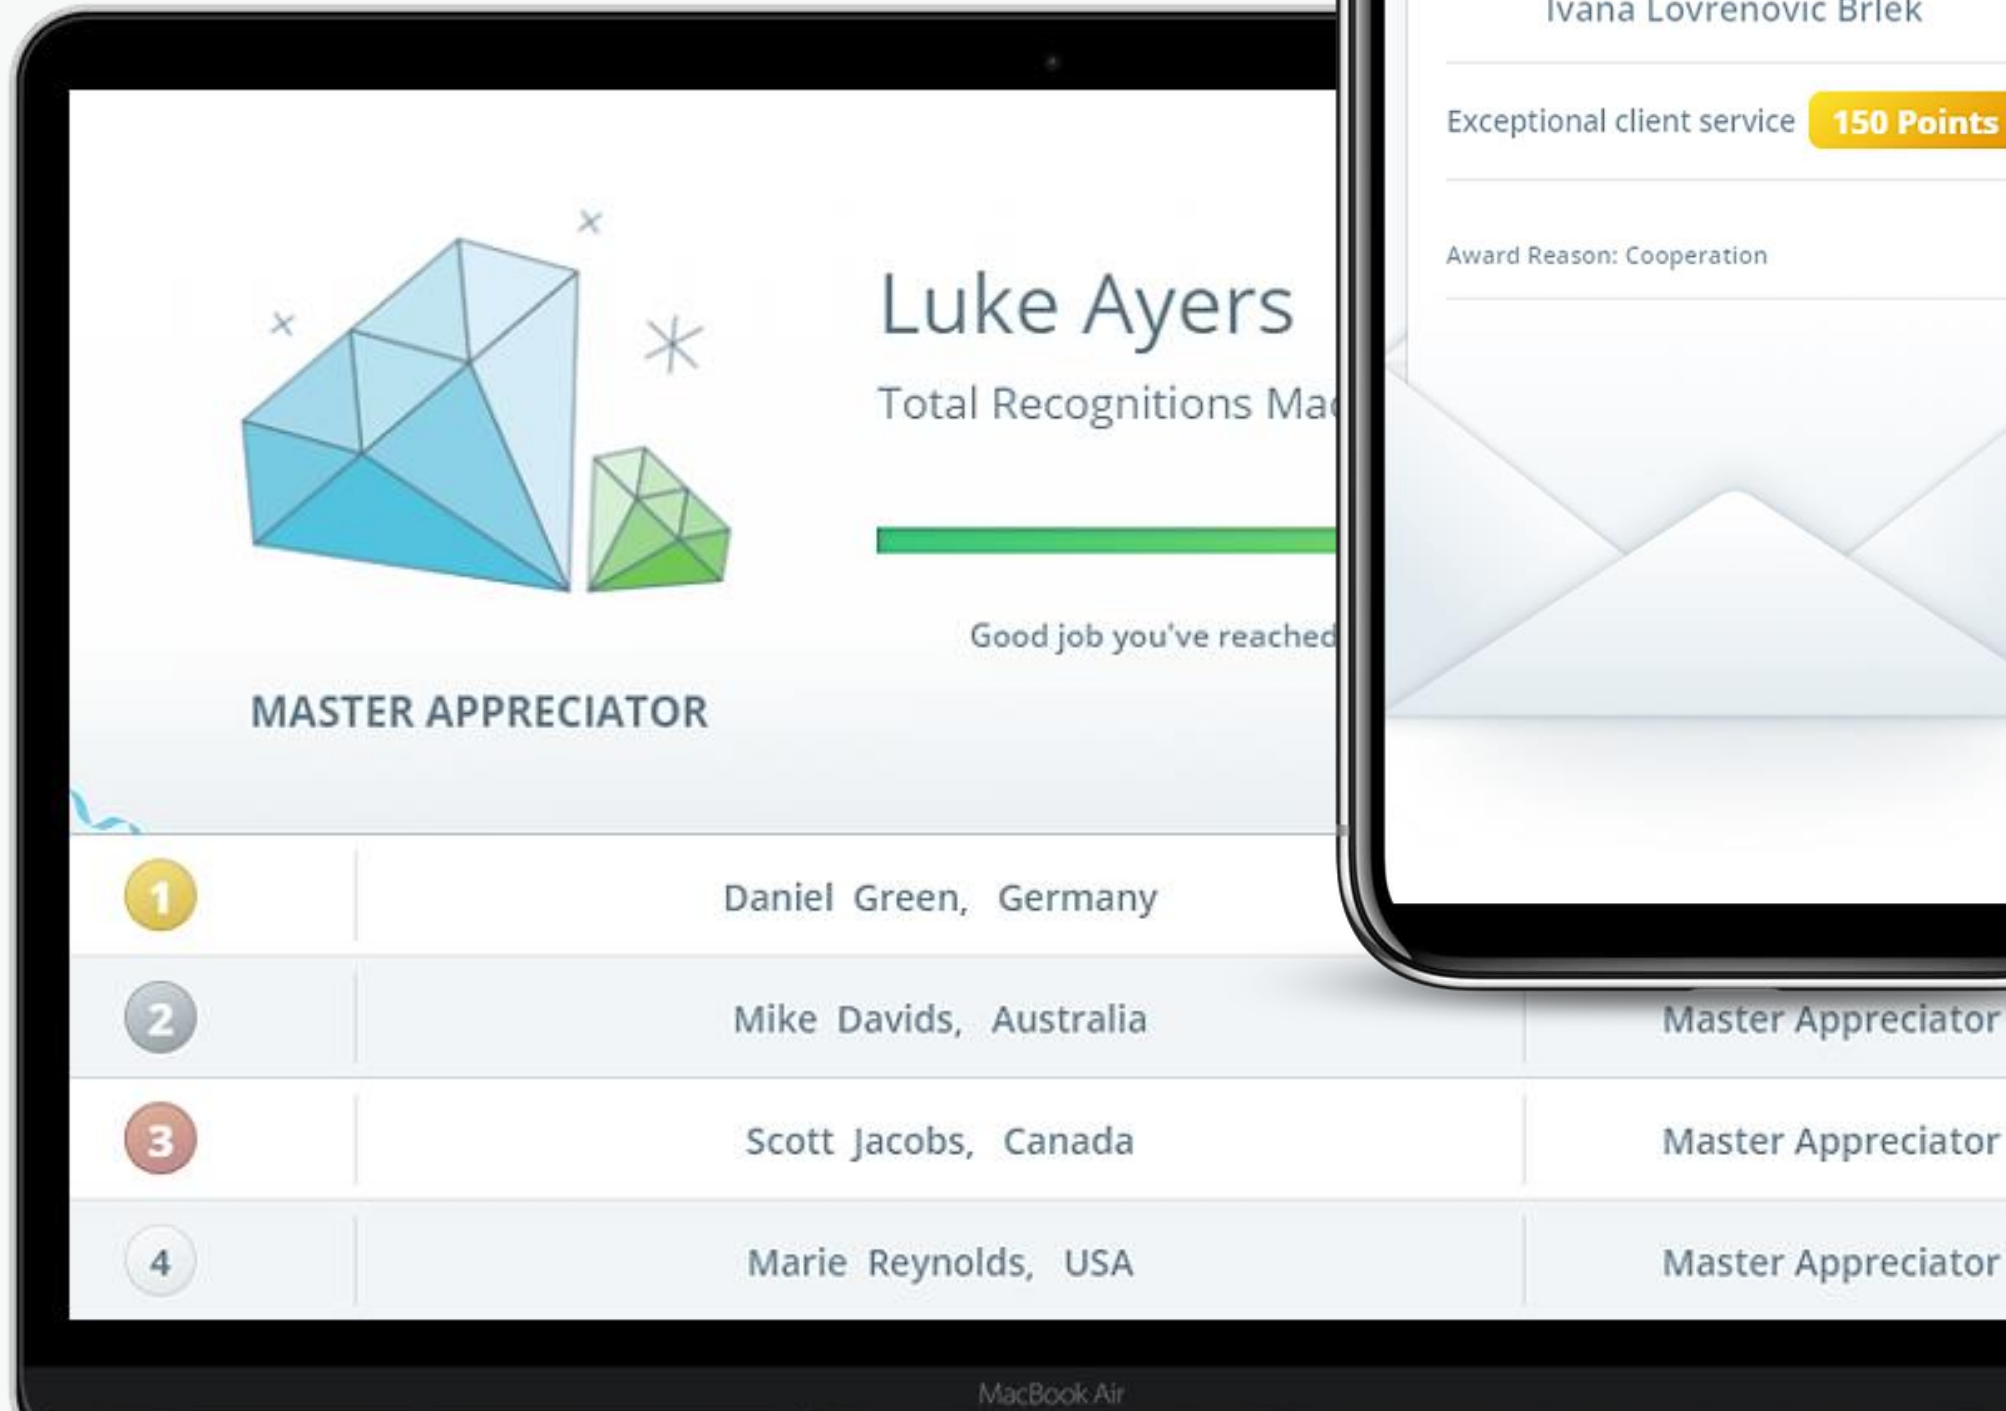 Ivana Lovrenovic Brlek
Exceptional client service 150 Points
Award Reason: Cooperation
Luke Ayers
Total Recognitions
Good job you've reached
MASTER APPRECIATOR
1 Daniel Green, Germany
2 Mike Davids, Australia Master Appreciator
3 Scott Jacobs, Canada Master Appreciator
4 Marie Reynolds, USA Master Appreciator
MacBook Air